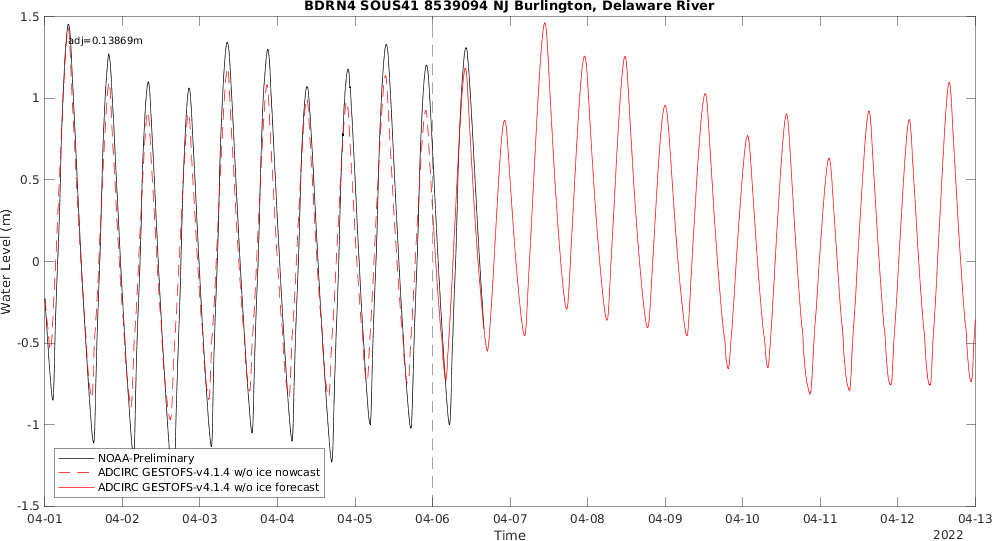 BDRN4 SOUS41 8539094 NJ Burlington, Delaware River
adj=0.13869m
1.5
1
0.5
0
-0.5
-1
-1.5
Water Level (m)
NOAA-Preliminary
ADCIRC GESTOFS-v4.1.4 w/o ice nowcast
ADCIRC GESTOFS-v4.1.4 w/o ice forecast
04-01 04-02 04-03 04-04 04-05 04-06 04-07 04-08 04-09 04-10 04-11 04-12 04-13
Time
2022